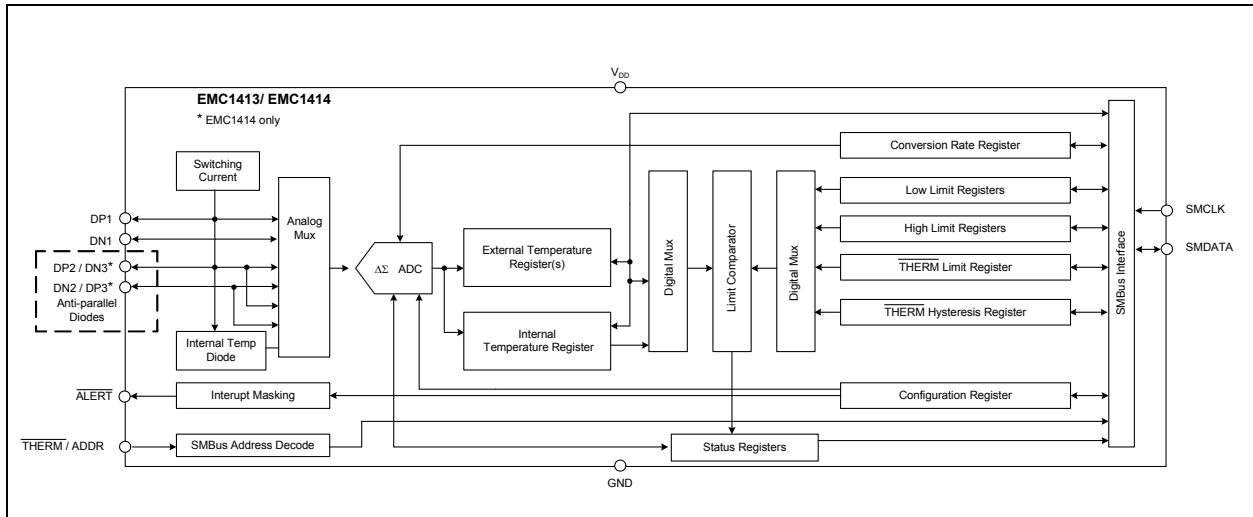 V_DD
EMC1413/ EMC1414
* EMC1414 only
Switching
Current
Analog
Mux
DP1
DN1
DP2 / DN3*
DN2 / DP3*
Anti-parallel
Diodes
Internal Temp
Diode
ΔΣ ADC
External Temperature
Register(s)
Internal
Temperature Register
Digital Mux
Limit Comparator
Digital Mux
Conversion Rate Register
Low Limit Registers
High Limit Registers
THERM Limit Register
THERM Hysteresis Register
SMBus Interface
SMCLK
SMDATA
ALERT
Interupt Masking
Configuration Register
THERM / ADDR
SMBus Address Decode
Status Registers
GND